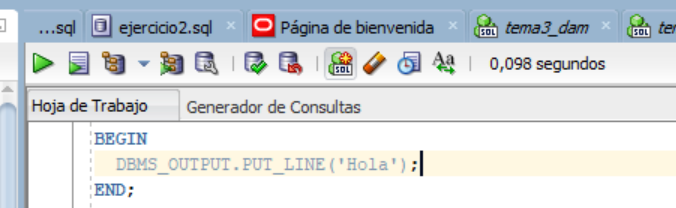 ...sql ejercicio2.sql Página de bienvenida tema3_dam
0,098 segundos
Hoja de Trabajo Generador de Consultas
BEGIN
DBMS_OUTPUT.PUT_LINE('Hola');
END;